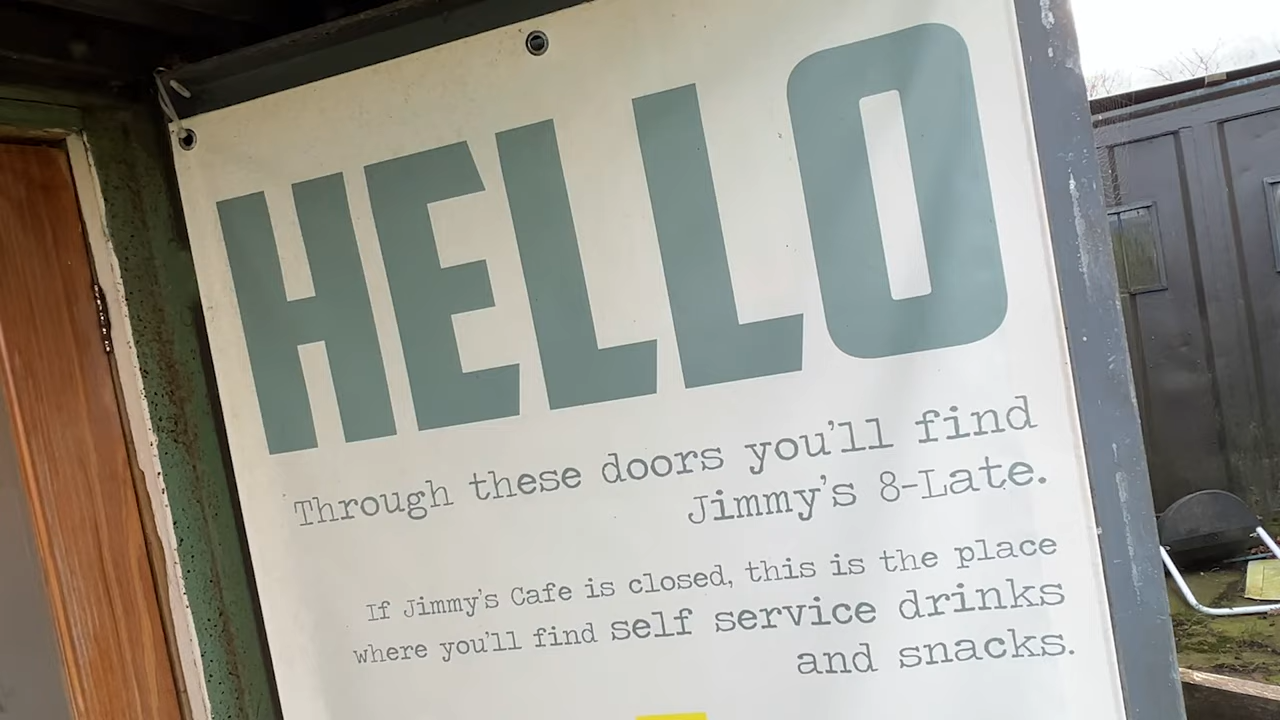 HELLO
Through these doors you'll find
Jimmy's 8-Late.
If Jimmy's Cafe is closed, this is the place
where you'll find self service drinks
and snacks.